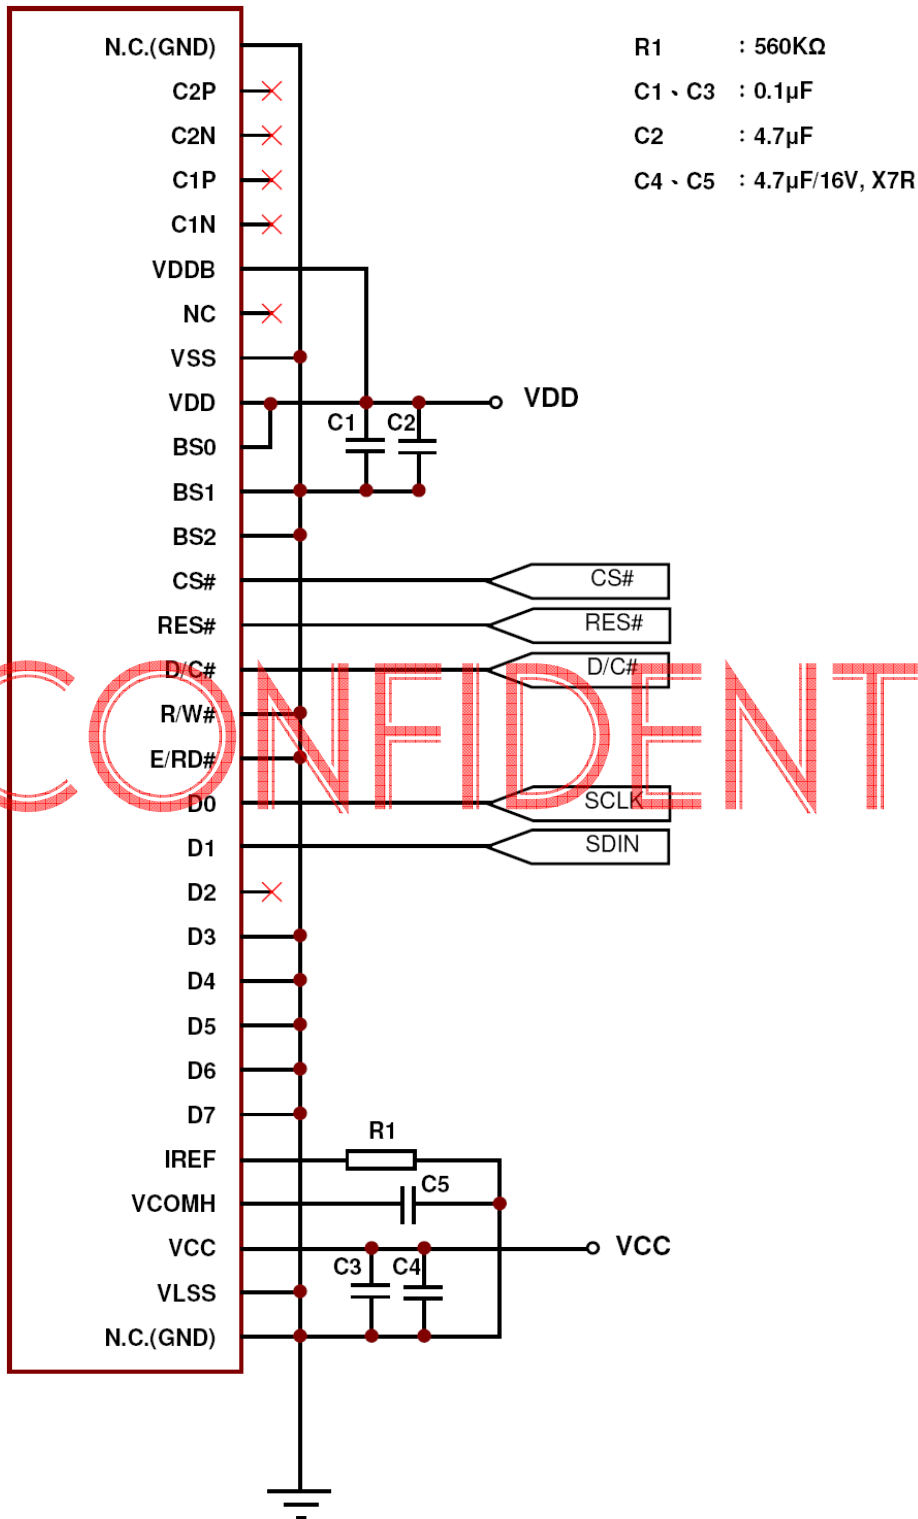 N.C.(GND)
C2P
C2N
C1P
C1N
VDDB
NC
VSS
VDD
BS0
BS1
BS2
CS#
RES#
D/C#
R/W#
E/RD#
D0
D1
D2
D3
D4
D5
D6
D7
IREF
VCOMH
VCC
VLSS
N.C.(GND)
R1 : 560KΩ
C1、C3 : 0.1μF
C2 : 4.7μF
C4、C5 : 4.7μF/16V, X7R
VDD
C1
C2
CS#
RES#
D/C#
SCLK
SDIN
R1
C5
VCC
C3
C4
CONFIDENT